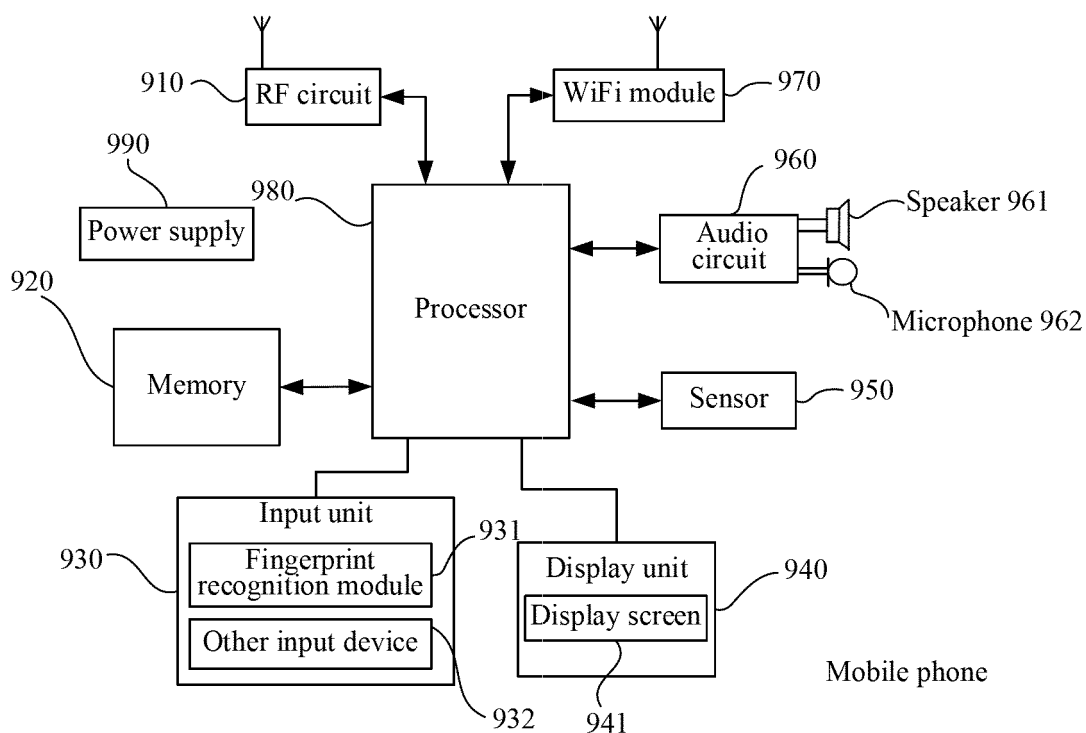 910
RF circuit
WiFi module
970
990
Power supply
980
960
Audio
circuit
Speaker 961
Microphone 962
920
Memory
Processor
Sensor
950
Input unit
930
Fingerprint
recognition module
931
Other input device
932
Display unit
940
Display screen
941
Mobile phone